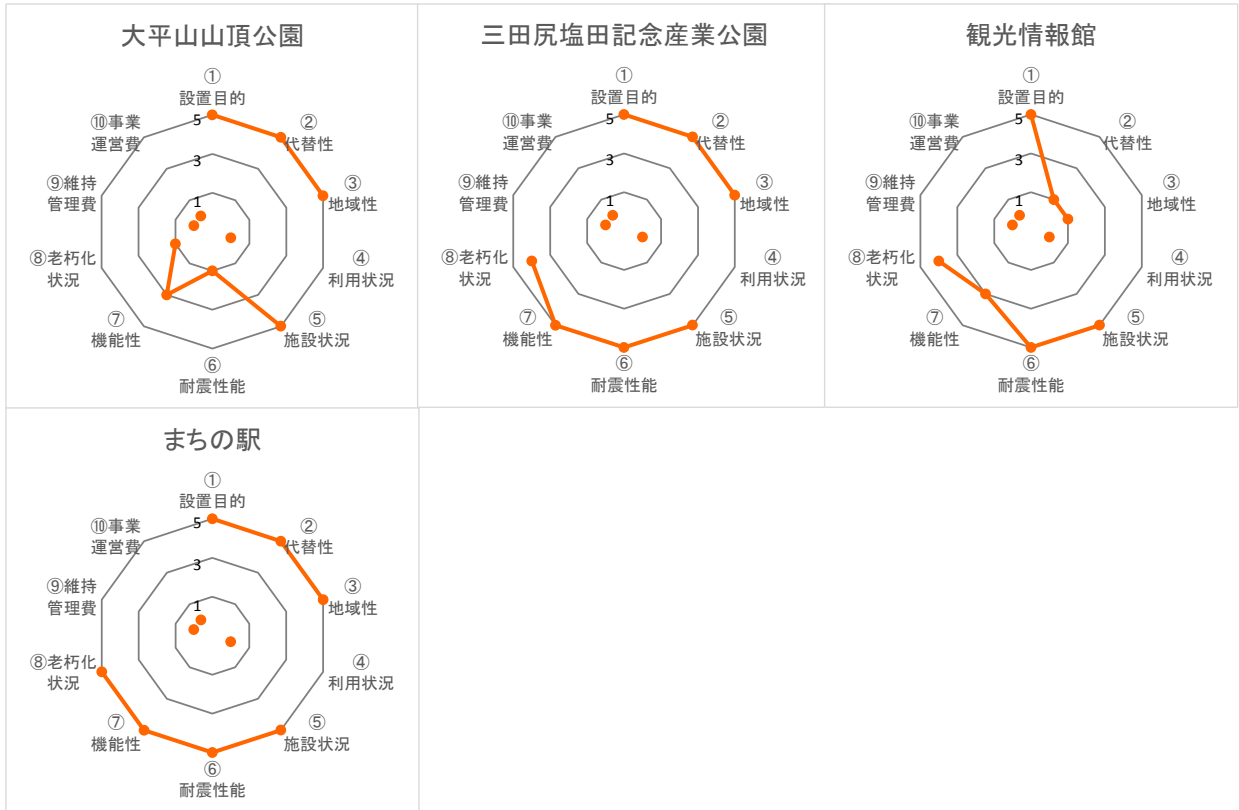 大平山山頂公園
①
設置目的
②
代替性
③
地域性
④
利用状況
⑤
施設状況
⑥
耐震性能
⑦
機能性
⑧老朽化
状況
⑨維持
管理費
⑩事業
運営費
5
3
1
三田尻塩田記念産業公園
①
設置目的
②
代替性
③
地域性
④
利用状況
⑤
施設状況
⑥
耐震性能
⑦
機能性
⑧老朽化
状況
⑨維持
管理費
⑩事業
運営費
5
3
1
観光情報館
①
設置目的
②
代替性
③
地域性
④
利用状況
⑤
施設状況
⑥
耐震性能
⑦
機能性
⑧老朽化
状況
⑨維持
管理費
⑩事業
運営費
5
3
1
まちの駅
①
設置目的
②
代替性
③
地域性
④
利用状況
⑤
施設状況
⑥
耐震性能
⑦
機能性
⑧老朽化
状況
⑨維持
管理費
⑩事業
運営費
5
3
1